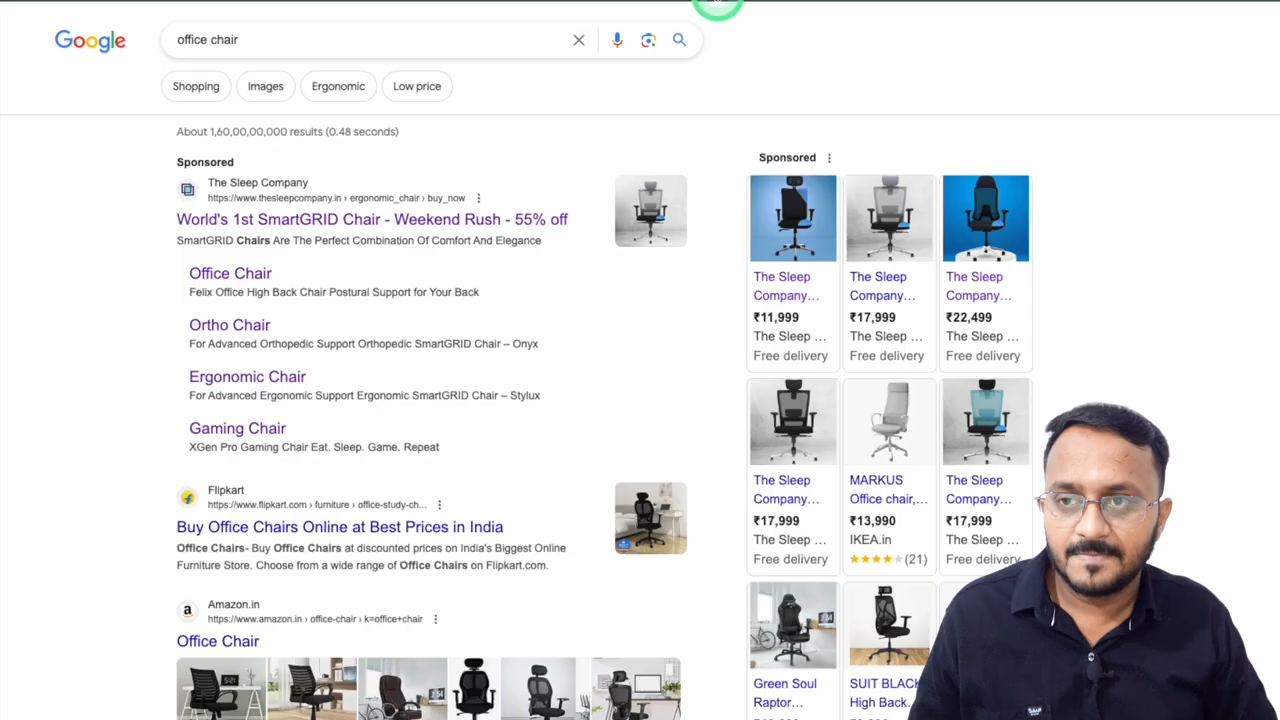 Google
office chair
Shopping
Images
Ergonomic
Low price
About 1,60,00,00,000 results (0.48 seconds)
Sponsored
The Sleep Company
https://www.thesleepcompany.in › ergonomic_chair › buy_now
World's 1st SmartGRID Chair - Weekend Rush - 55% off
SmartGRID Chairs Are The Perfect Combination Of Comfort And Elegance
Office Chair
Felix Office High Back Chair Postural Support for Your Back
Ortho Chair
For Advanced Orthopedic Support Orthopedic SmartGRID Chair – Onyx
Ergonomic Chair
For Advanced Ergonomic Support Ergonomic SmartGRID Chair – Stylux
Gaming Chair
XGen Pro Gaming Chair Eat. Sleep. Game. Repeat
Flipkart
https://www.flipkart.com › furniture › office-study-ch...
Buy Office Chairs Online at Best Prices in India
Office Chairs- Buy Office Chairs at discounted prices on India's Biggest Online
Furniture Store. Choose from a wide range of Office Chairs on Flipkart.com.
Amazon.in
https://www.amazon.in › office-chair › k=office+chair
Office Chair
Sponsored
The Sleep
Company...
₹11,999
The Sleep ...
Free delivery
The Sleep
Company...
₹17,999
The Sleep ...
Free delivery
The Sleep
Company...
₹22,499
The Sleep ...
Free delivery
The Sleep
Company...
₹17,999
The Sleep ...
Free delivery
MARKUS
Office chair,...
₹13,990
IKEA.in
(21)
The Sleep
Company...
₹17,999
The Sleep ...
Free delivery
Green Soul
Raptor...
SUIT BLACK
High Back.